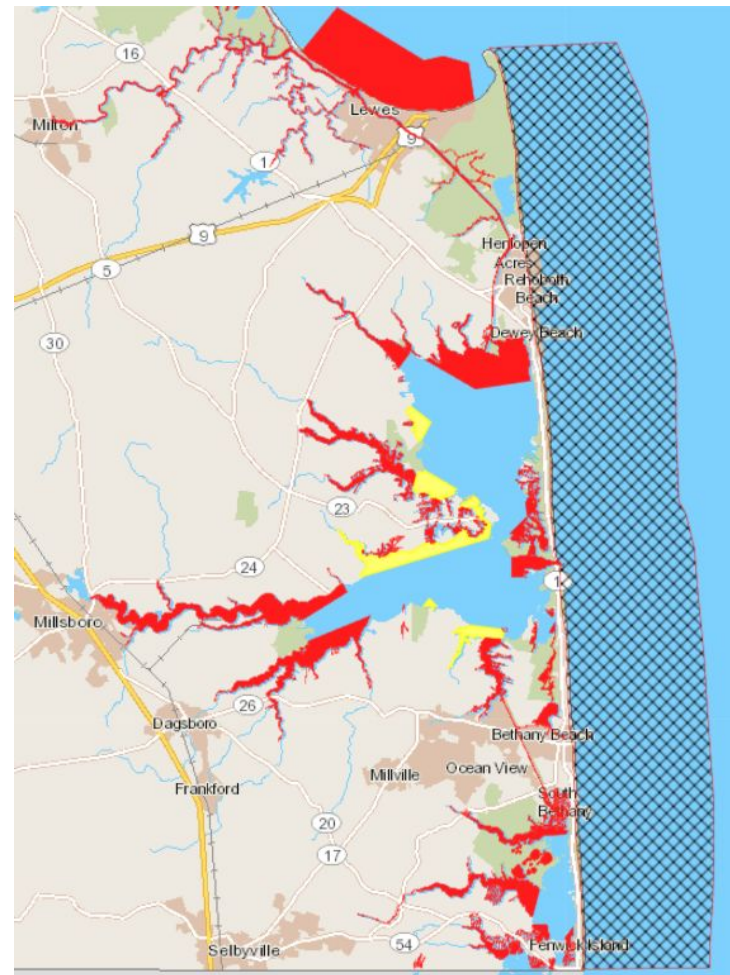 16
Milton
Lewes
9
1
9
5
Henlopen
Acres
Rehoboth
Beach
30
Dewey Beach
23
24
1
Millsboro
26
Dagsboro
Bethany Beach
Millville
Ocean View
Frankford
South
Bethany
20
17
54
Selbyville
Fenwick Island